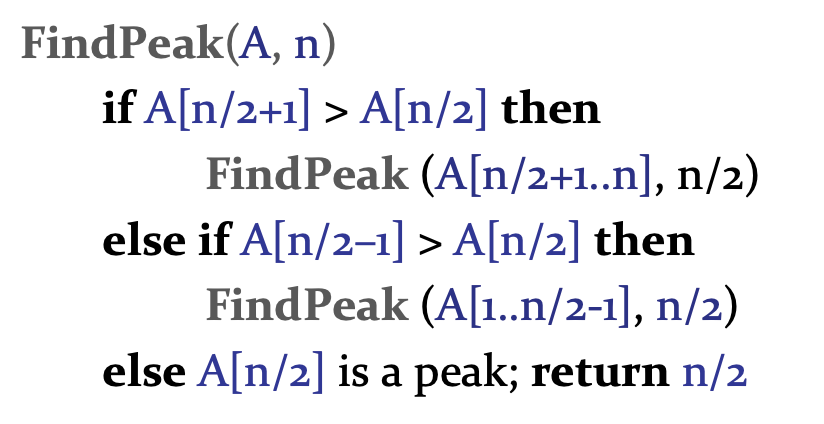 FindPeak(A, n)
if A[n/2+1] > A[n/2] then
FindPeak (A[n/2+1..n], n/2)
else if A[n/2–1] > A[n/2] then
FindPeak (A[1..n/2-1], n/2)
else A[n/2] is a peak; return n/2